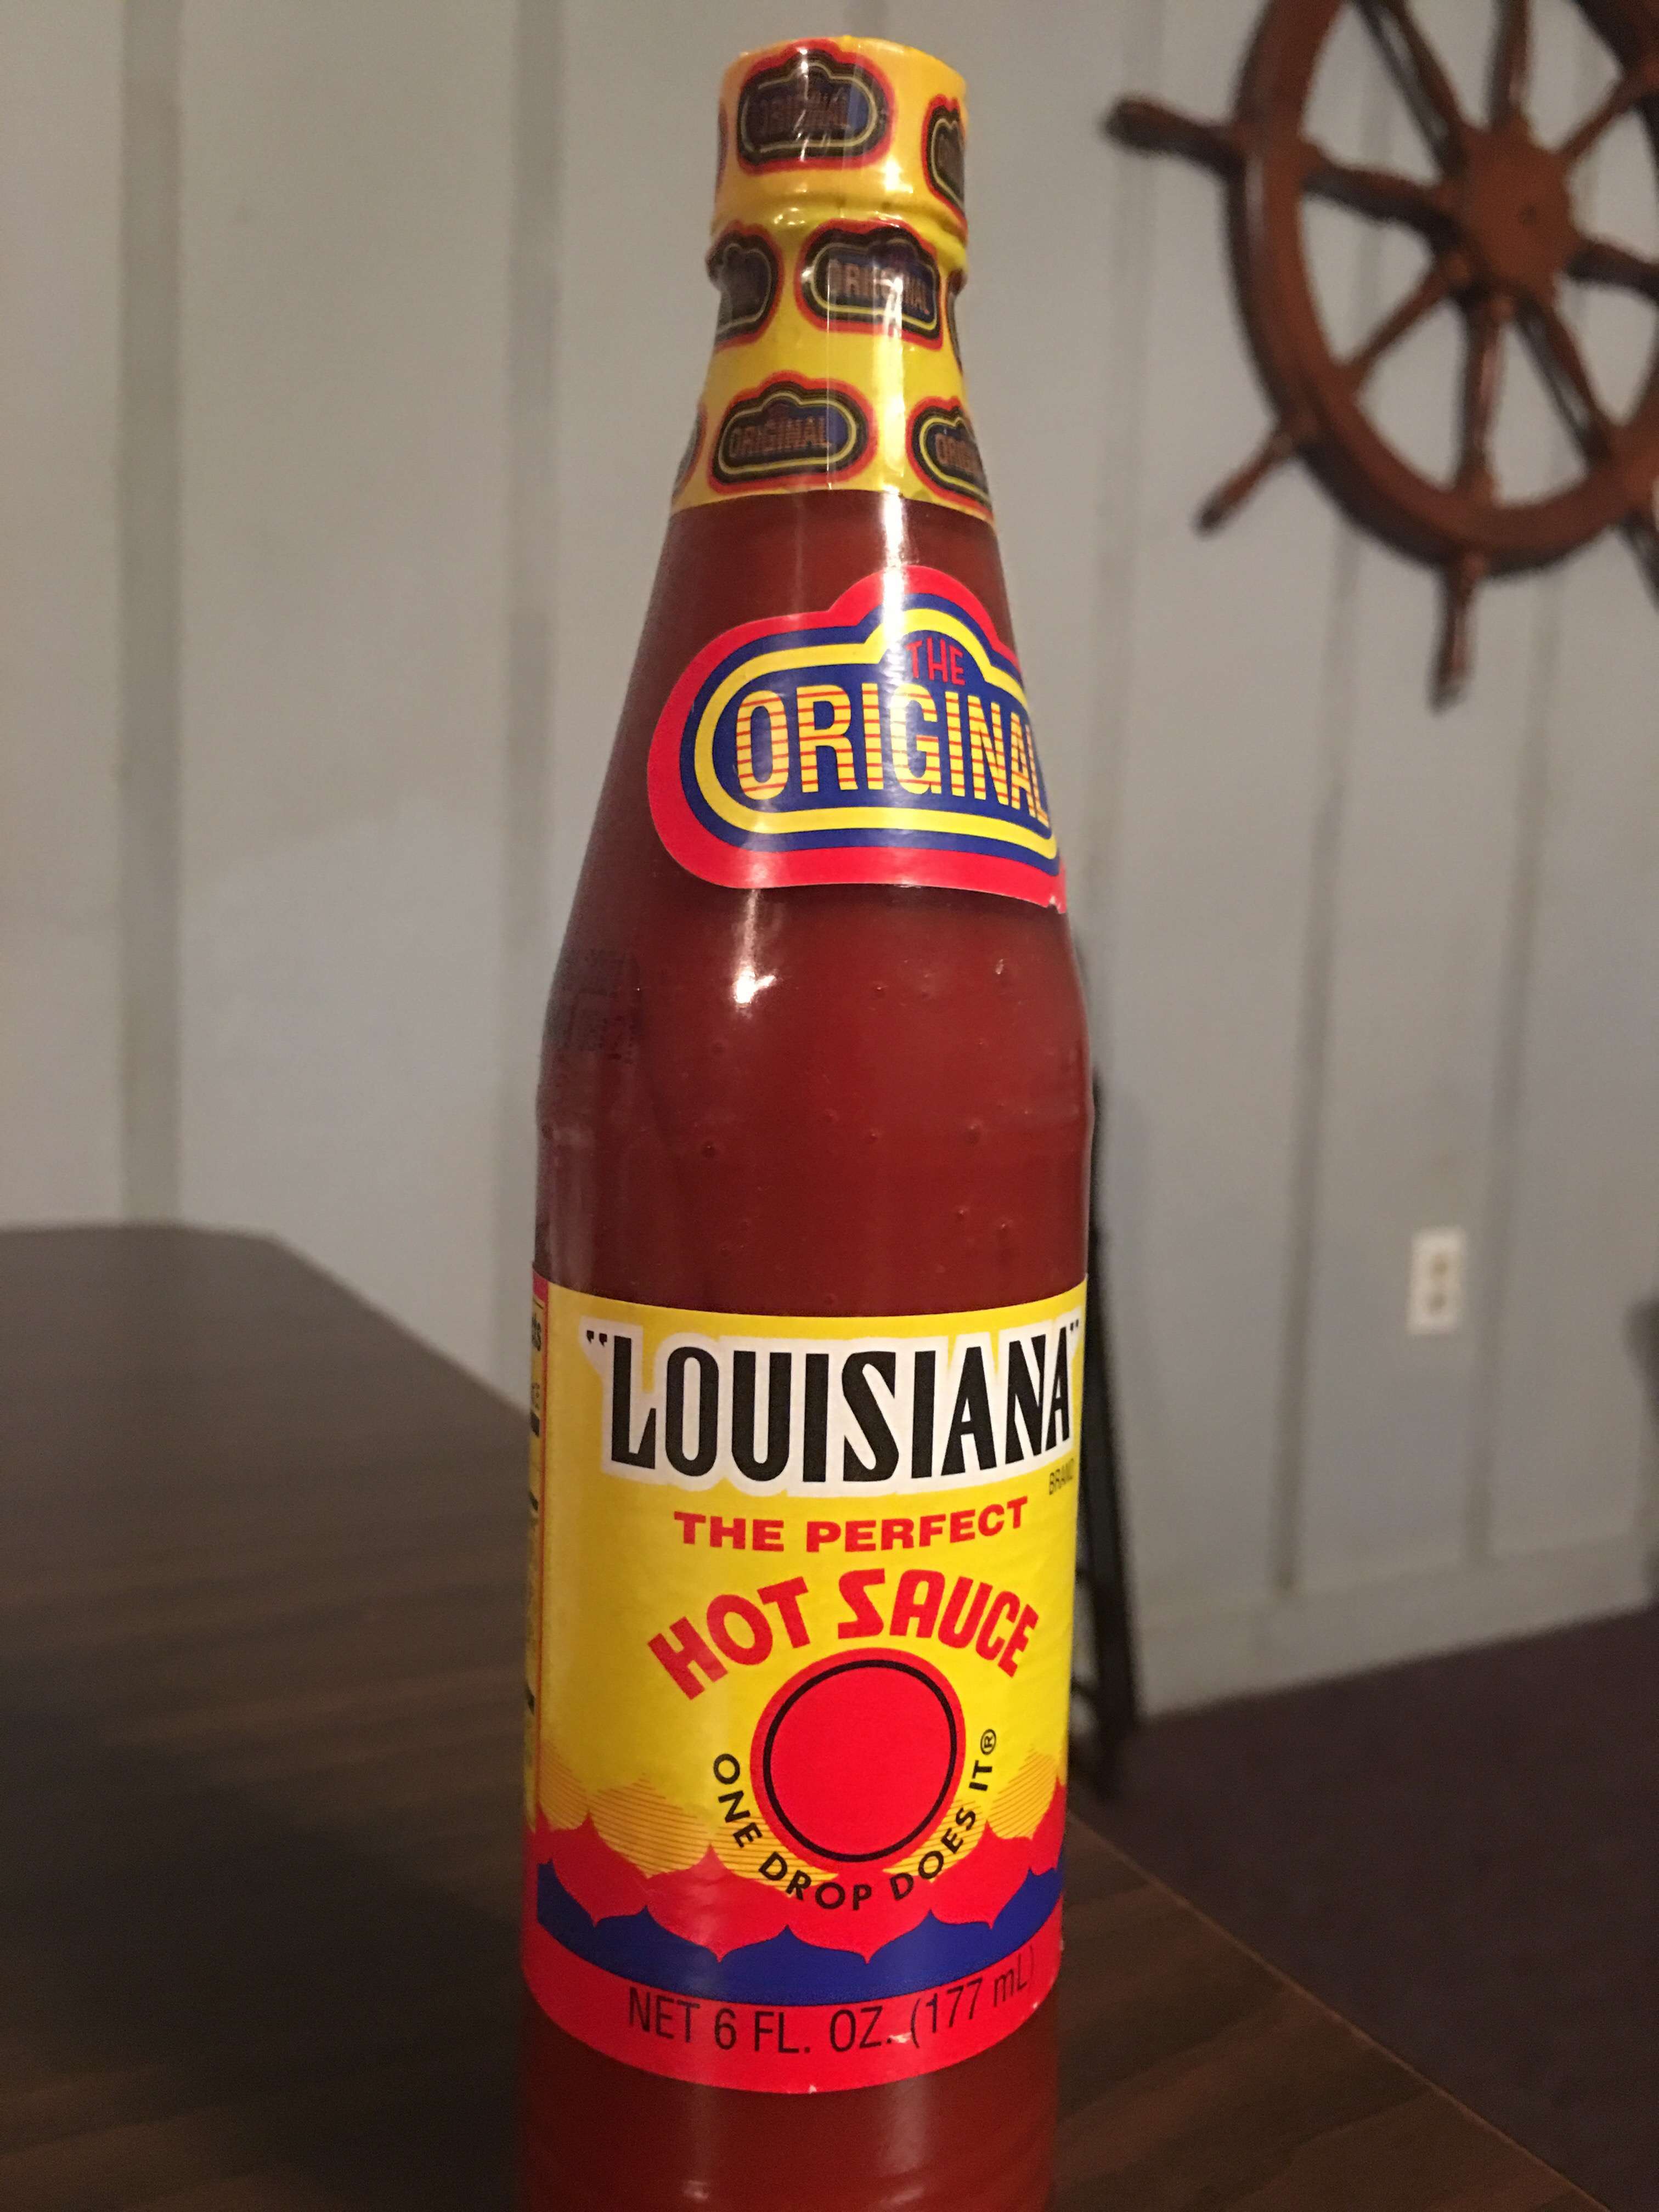 ORIGINAL
ORIGINAL
ORIGINAL
THE
ORIGINAL
"LOUISIANA"
BRAND
THE PERFECT
HOT SAUCE
ONE DROP DOES IT®
NET 6 FL. OZ. (177 mL)